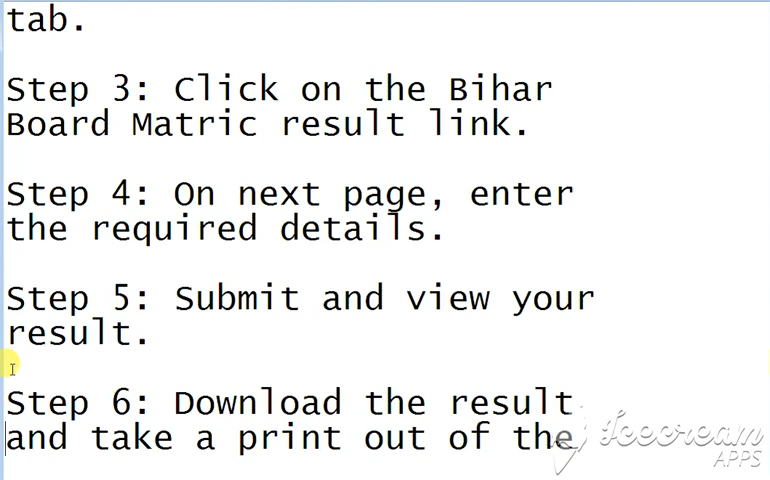 tab.
Step 3: Click on the Bihar
Board Matric result link.
Step 4: On next page, enter
the required details.
Step 5: Submit and view your
result.
Step 6: Download the result
and take a print out of the
Icecream
APPS